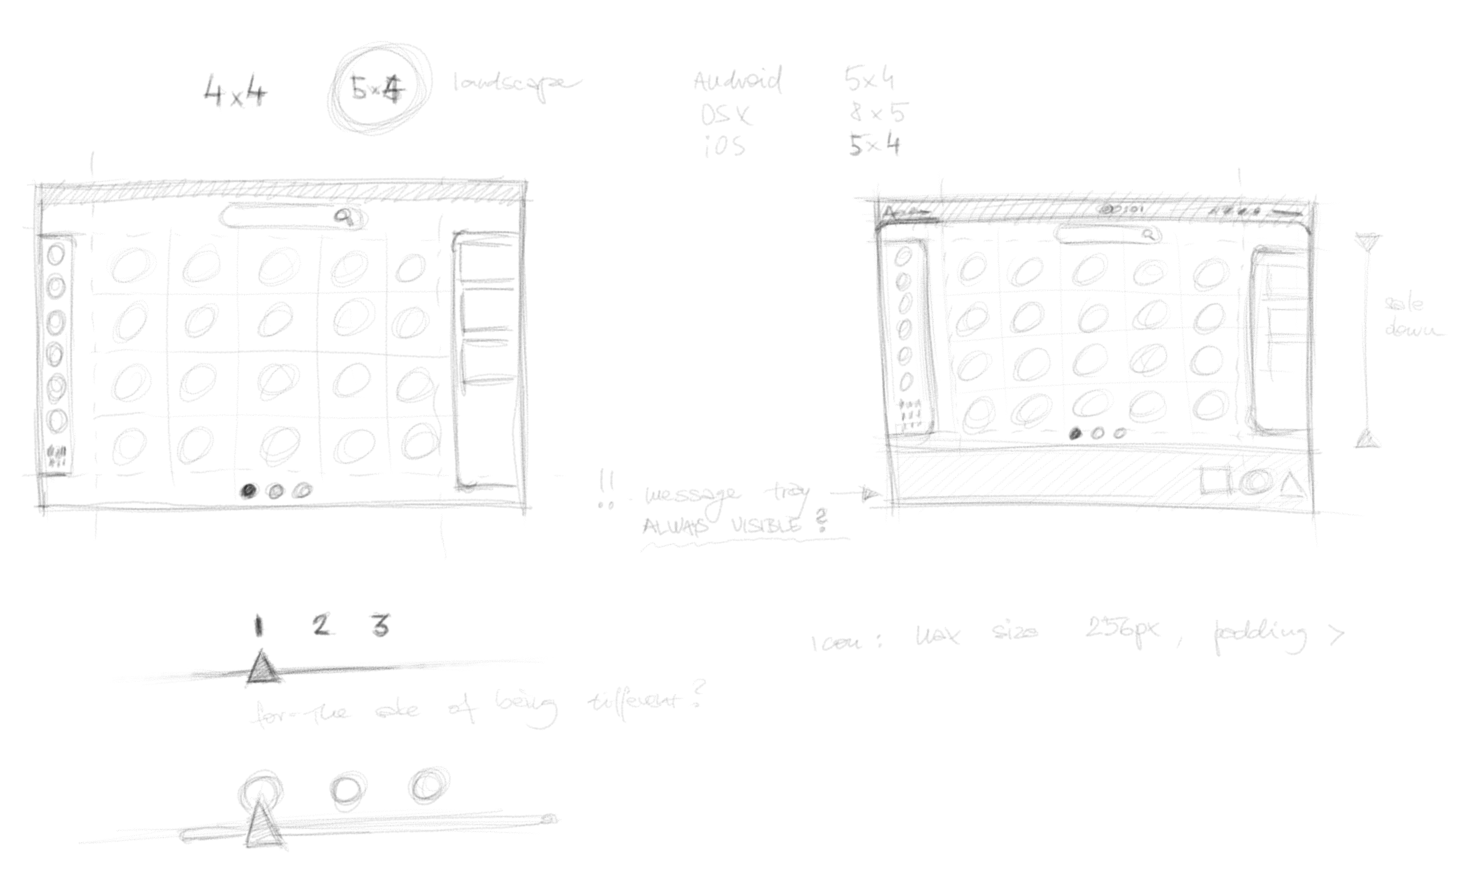 4x4 5x4 landscape
Android 5x4
OSX 8x5
iOS 5x4
scale
down
!! message tray
ALWAYS VISIBLE?
1 2 3
for the sake of being different?
icon: max size 256px, padding >